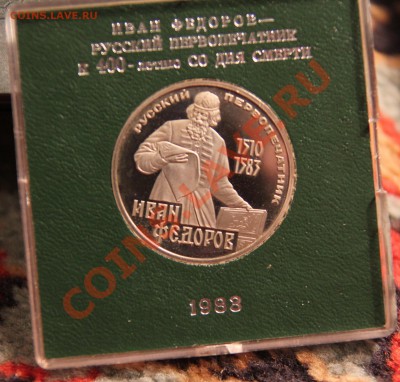 COINS.LAVE.RU
ИВАН ФЕДОРОВ—
РУССКИЙ ПЕРВОПЕЧАТНИК
К 400-летию СО ДНЯ СМЕРТИ
РУССКИЙ ПЕРВОПЕЧАТНИК
1510
1583
ИВАН
ФЕДОРОВ
1988
COINS.LAVE.RU